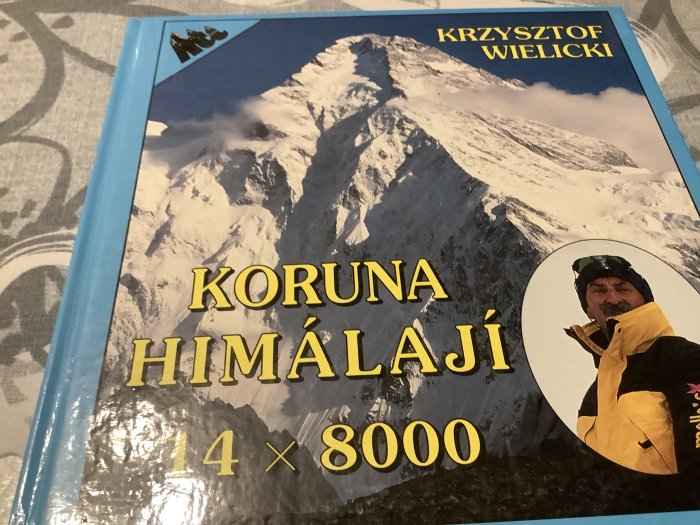 KRZYSZTOF
WIELICKI
KORUNA
HIMÁLAJÍ
14 × 8000